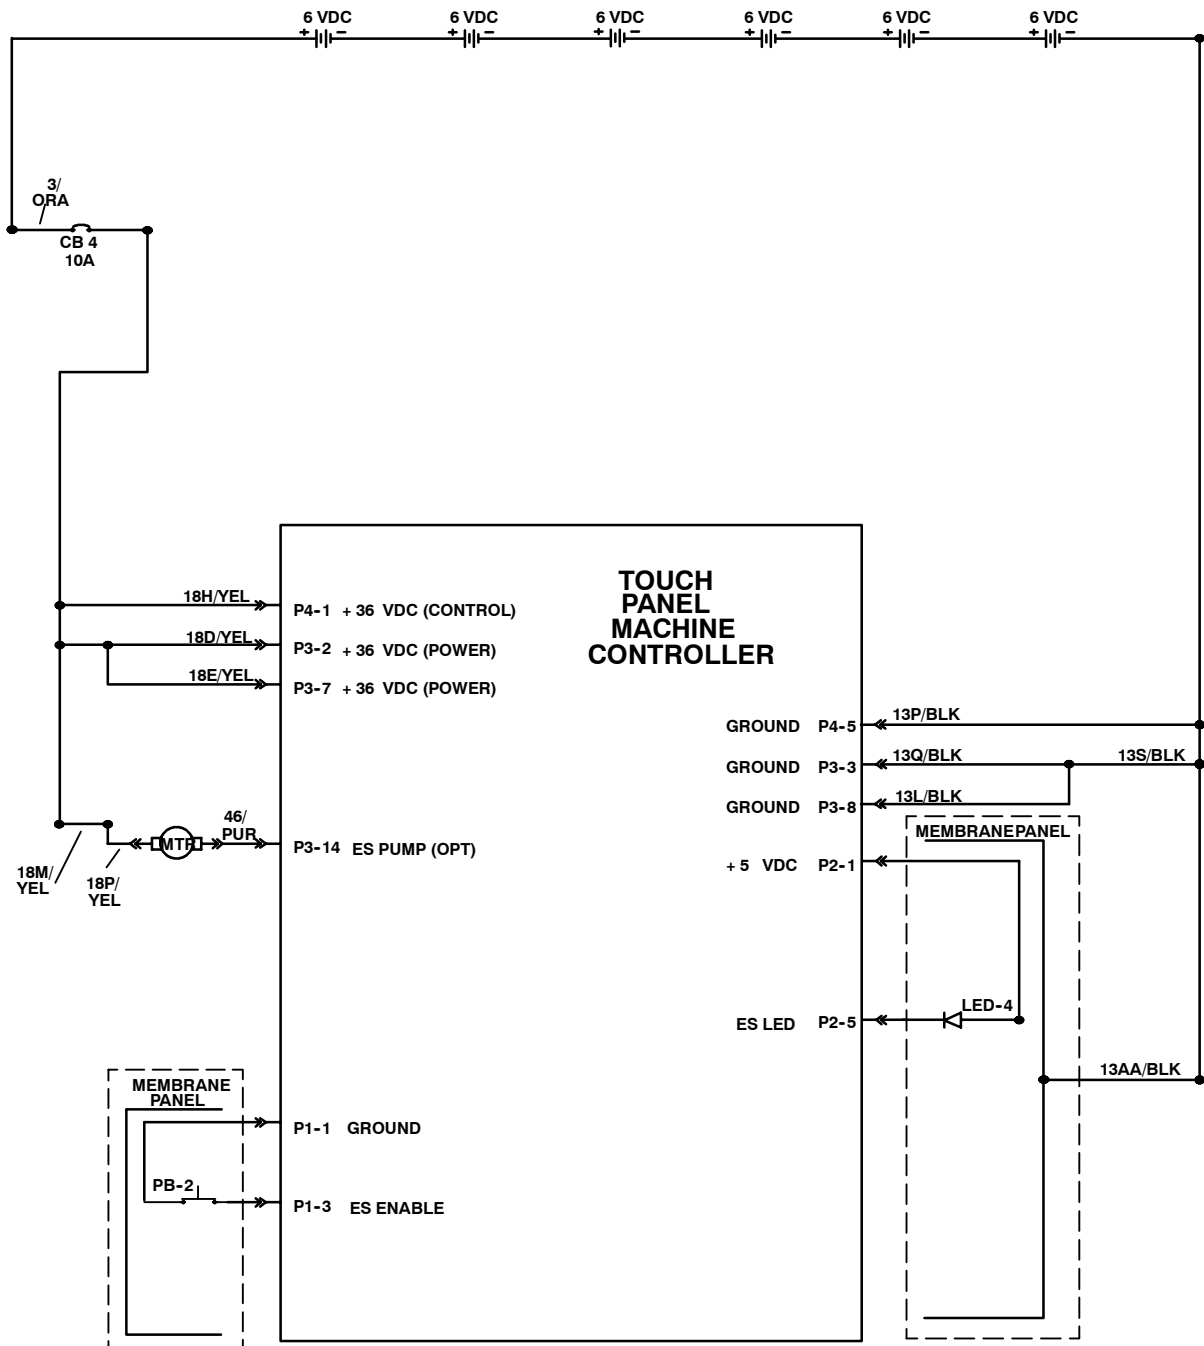 6 VDC 6 VDC 6 VDC 6 VDC 6 VDC 6 VDC
+ - + - + - + - + - + -
3/
ORA
CB 4
10A
TOUCH
PANEL
MACHINE
CONTROLLER
18H/YEL
P4-1 + 36 VDC (CONTROL)
18D/YEL
P3-2 + 36 VDC (POWER)
18E/YEL
P3-7 + 36 VDC (POWER)
GROUND P4-5
13P/BLK
GROUND P3-3
13Q/BLK
13S/BLK
GROUND P3-8
13L/BLK
46/
PUR
MTR
P3-14 ES PUMP (OPT)
18M/
YEL
18P/
YEL
MEMBRANE PANEL
+ 5 VDC P2-1
LED-4
ES LED P2-5
13AA/BLK
MEMBRANE
PANEL
P1-1 GROUND
PB-2
P1-3 ES ENABLE